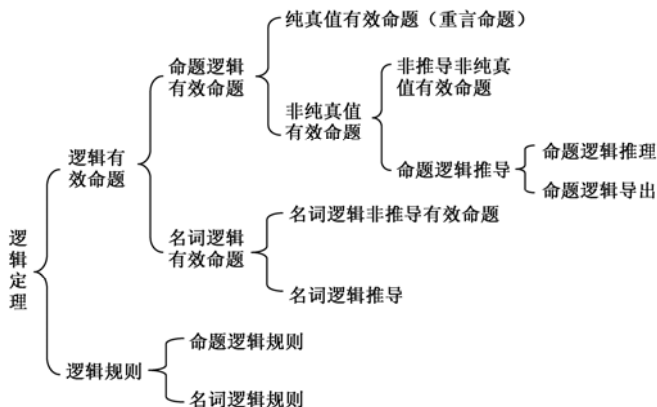 纯真值有效命题（重言命题）
命题逻辑
有效命题
非推导非纯真
值有效命题
非纯真值
有效命题
命题逻辑推理
逻辑有
效命题
命题逻辑推导
命题逻辑导出
名词逻辑非推导有效命题
名词逻辑
有效命题
逻辑定理
名词逻辑推导
命题逻辑规则
逻辑规则
名词逻辑规则